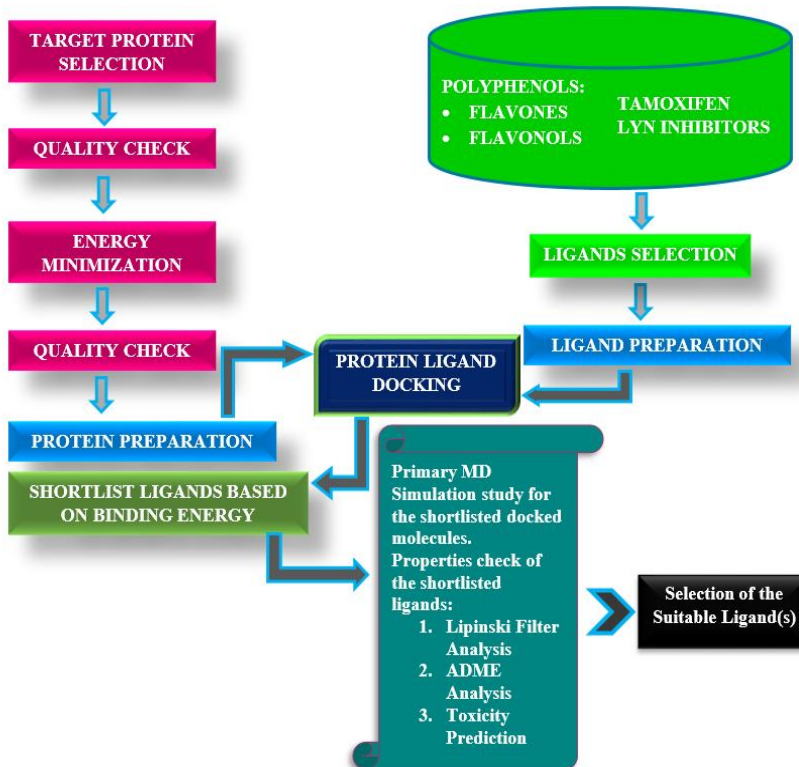 TARGET PROTEIN
SELECTION
QUALITY CHECK
ENERGY
MINIMIZATION
QUALITY CHECK
PROTEIN PREPARATION
POLYPHENOLS:
• FLAVONES
• FLAVONOLS
TAMOXIFEN
LYN INHIBITORS
LIGANDS SELECTION
LIGAND PREPARATION
PROTEIN LIGAND
DOCKING
SHORTLIST LIGANDS BASED
ON BINDING ENERGY
Primary MD
Simulation study for
the shortlisted docked
molecules.
Properties check of
the shortlisted
ligands:
1. Lipinski Filter
Analysis
2. ADME
Analysis
3. Toxicity
Prediction
Selection of the
Suitable Ligand(s)